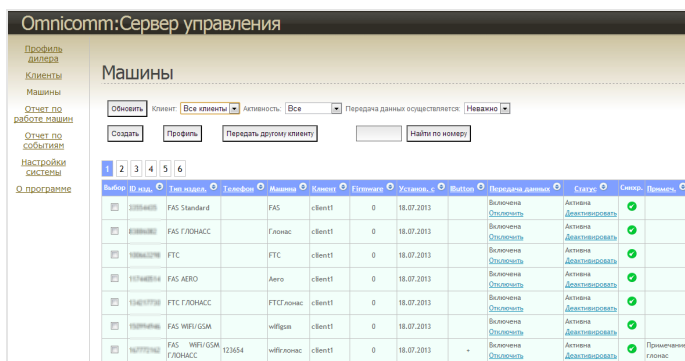 Omnicomm:Сервер управления
Профиль
дилера
Клиенты
Машины
Отчет по
работе машин
Отчет по
событиям
Настройки
системы
О программе
Машины
Обновить Клиент: Все клиенты Активность: Все Передача данных осуществляется: Неважно
Создать Профиль Передать другому клиенту Найти по номеру
1 2 3 4 5 6
Выбор ID изд. Тип издел. Телефон Машина Клиент Firmware Установ. с iButton Передача данных Статус Синхр. Примеч.
FAS Standard FAS client1 0 18.07.2013 Включена Отключить Активна Деактивировать
FAS ГЛОНАСС Глонас client1 0 18.07.2013 Включена Отключить Активна Деактивировать
FTC FTC client1 0 18.07.2013 Включена Отключить Активна Деактивировать
FAS AERO Aero client1 0 18.07.2013 Включена Отключить Активна Деактивировать
FTC ГЛОНАСС FTCГлонас client1 0 18.07.2013 Включена Отключить Активна Деактивировать
FAS WIFI/GSM wifigsm client1 0 18.07.2013 Включена Отключить Активна Деактивировать
FAS WIFI/GSM ГЛОНАСС 123654 wifiглонас client1 0 18.07.2013 Включена Отключить Активна Деактивировать Примечание глонас